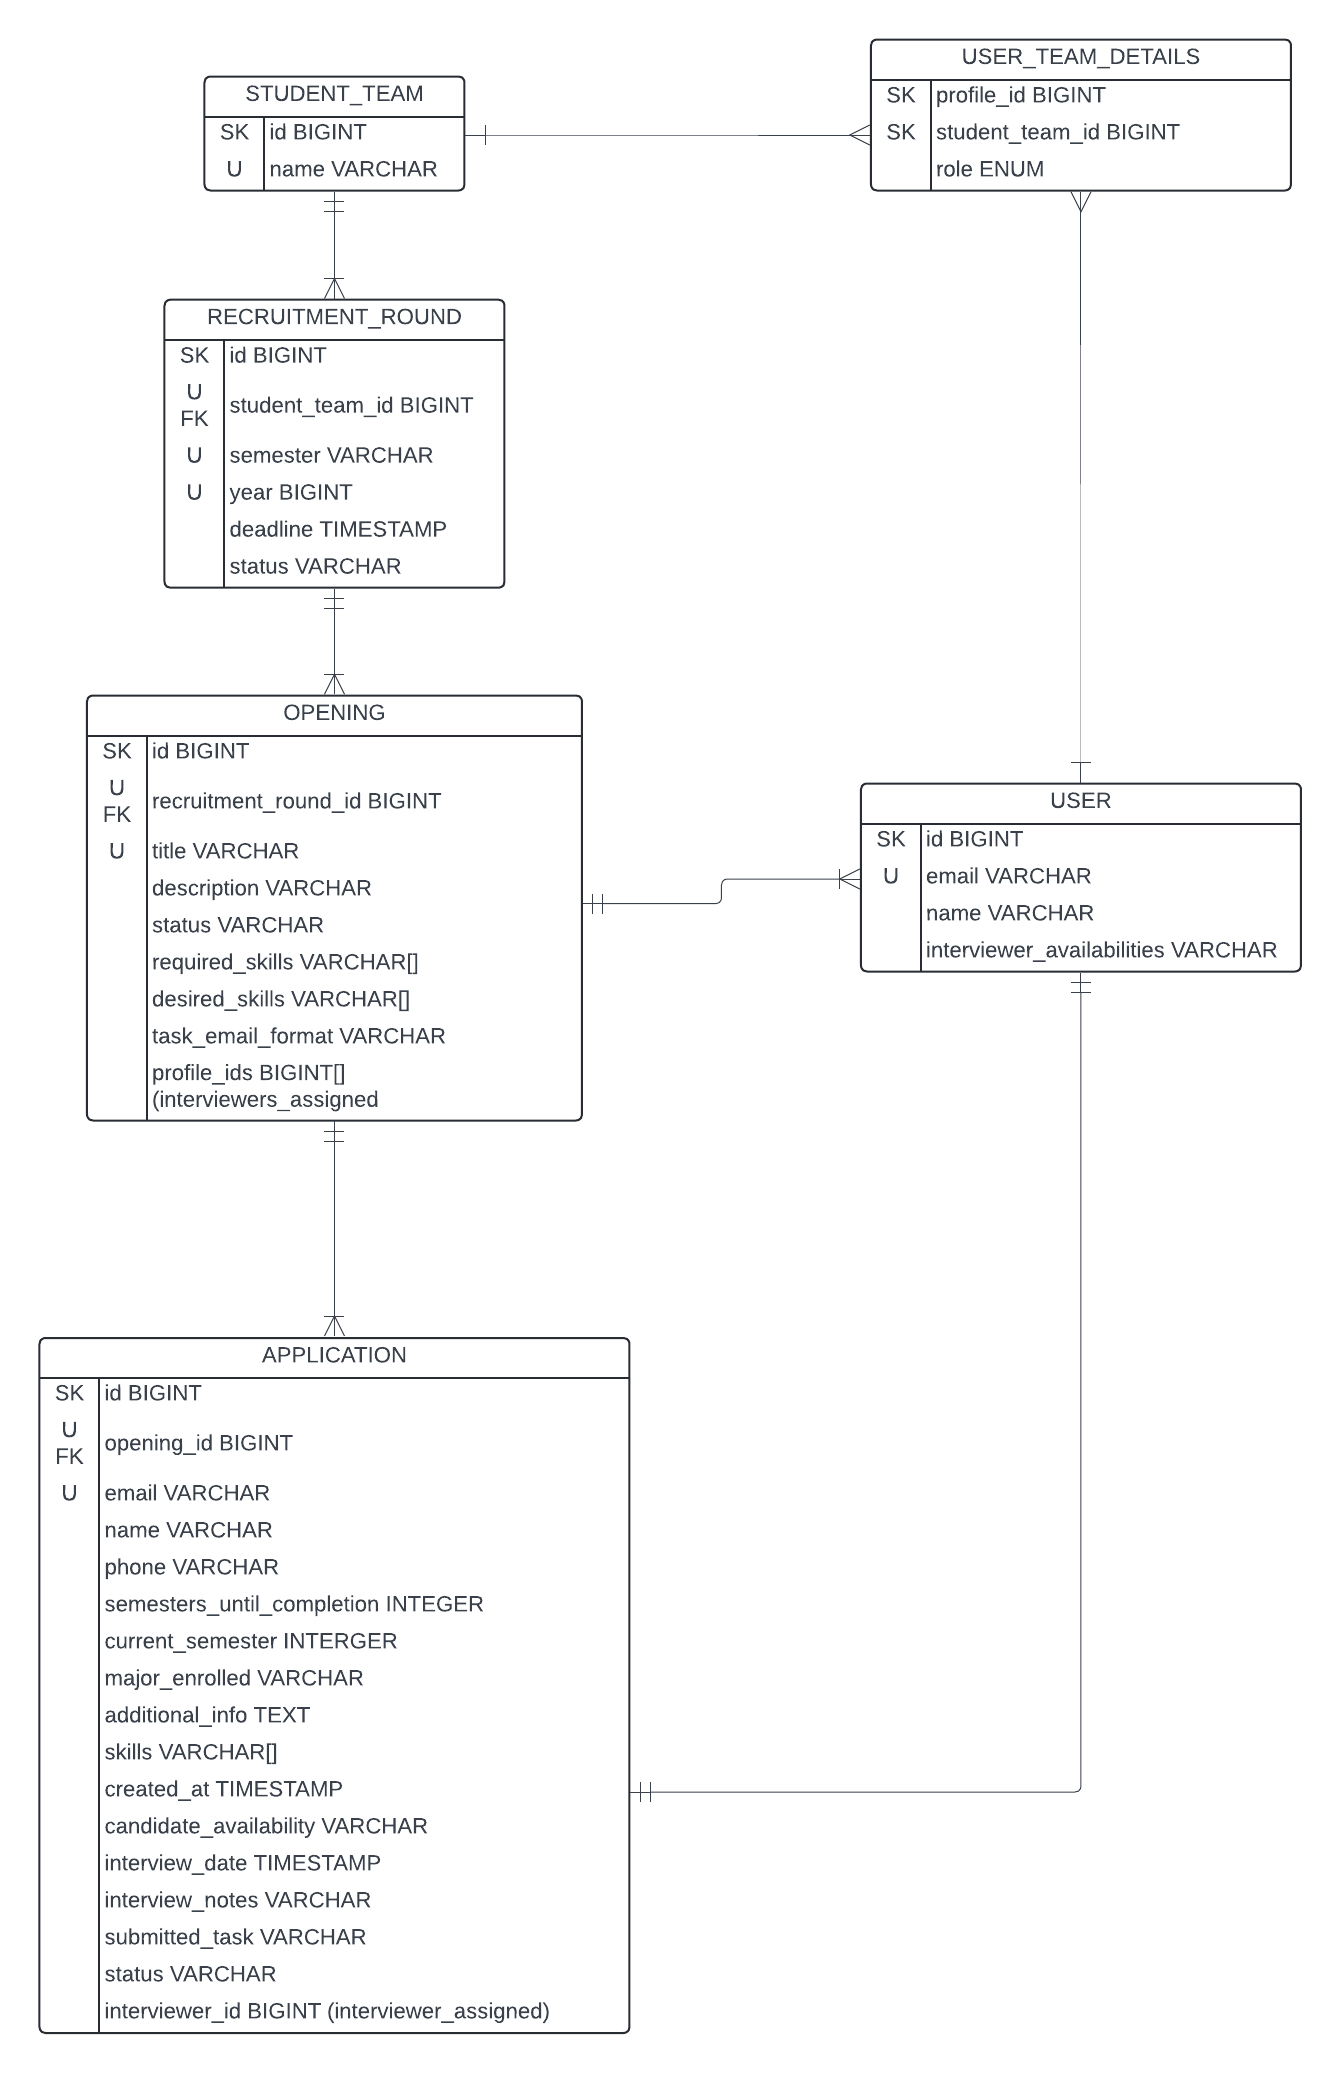 STUDENT_TEAM
SK id BIGINT
U name VARCHAR
USER_TEAM_DETAILS
SK profile_id BIGINT
SK student_team_id BIGINT
role ENUM
RECRUITMENT_ROUND
SK id BIGINT
U
FK student_team_id BIGINT
U semester VARCHAR
U year BIGINT
deadline TIMESTAMP
status VARCHAR
OPENING
SK id BIGINT
U
FK recruitment_round_id BIGINT
U title VARCHAR
description VARCHAR
status VARCHAR
required_skills VARCHAR[]
desired_skills VARCHAR[]
task_email_format VARCHAR
profile_ids BIGINT[]
(interviewers_assigned
USER
SK id BIGINT
U email VARCHAR
name VARCHAR
interviewer_availabilities VARCHAR
APPLICATION
SK id BIGINT
U
FK opening_id BIGINT
U email VARCHAR
name VARCHAR
phone VARCHAR
semesters_until_completion INTEGER
current_semester INTERGER
major_enrolled VARCHAR
additional_info TEXT
skills VARCHAR[]
created_at TIMESTAMP
candidate_availability VARCHAR
interview_date TIMESTAMP
interview_notes VARCHAR
submitted_task VARCHAR
status VARCHAR
interviewer_id BIGINT (interviewer_assigned)